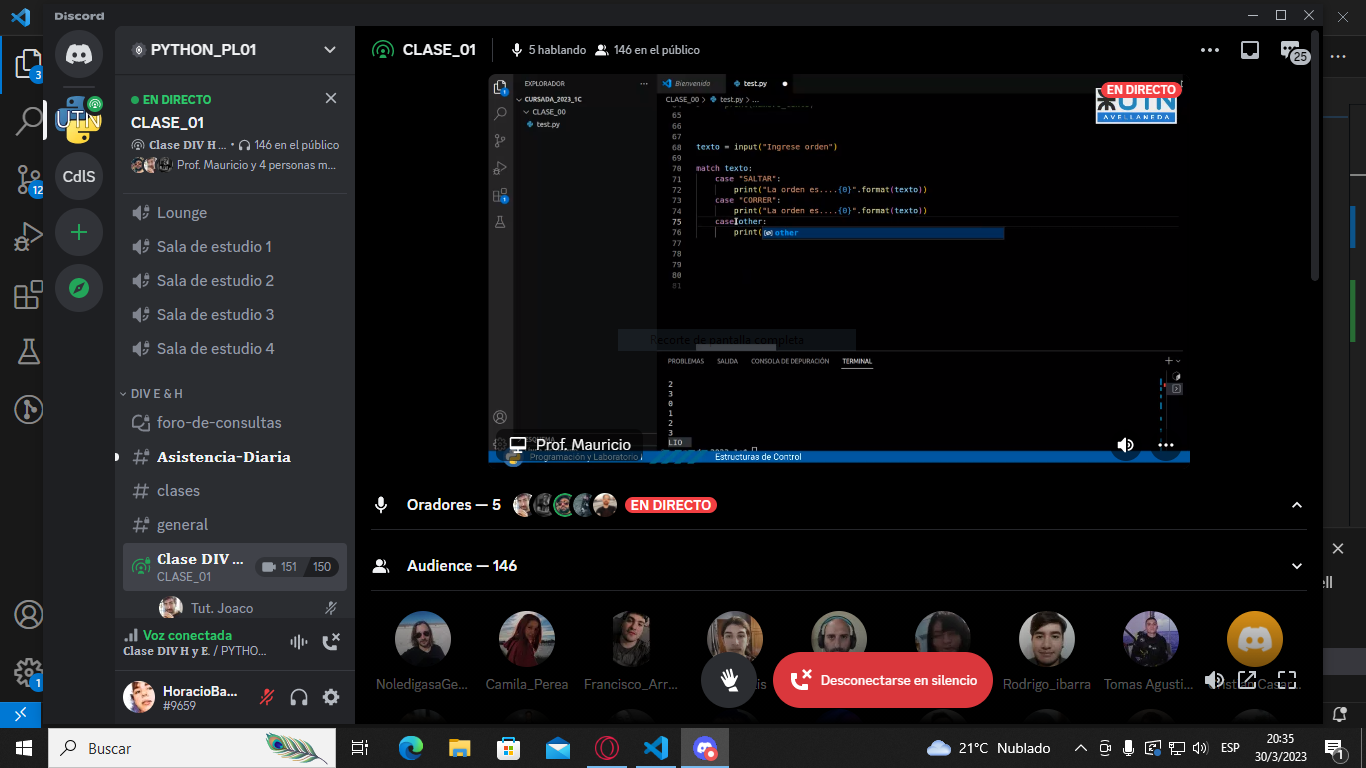 Discord
PYTHON_PL01
EN DIRECTO
CLASE_01
Clase DIV H ... • 146 en el público
Prof. Mauricio y 4 personas m...
Lounge
Sala de estudio 1
Sala de estudio 2
Sala de estudio 3
Sala de estudio 4
DIV E & H
foro-de-consultas
Asistencia-Diaria
clases
general
Clase DIV ...
151 150
CLASE_01
Tut. Joaco
Voz conectada
Clase DIV H y E. / PYTHO...
HoracioBa...
#9659
UTN
CdlS
3
12
1
CLASE_01
5 hablando
146 en el público
25
EXPLORADOR
CURSADA_2023_1C
CLASE_00
test.py
Bienvenido
test.py
CLASE_00 > test.py > ...
EN DIRECTO
UTN
AVELLANEDA
65
66
67
68 texto = input("Ingrese orden")
69
70 match texto:
71 case "SALTAR":
72 print("La orden es....{0}".format(texto))
73 case "CORRER":
74 print("La orden es....{0}".format(texto))
75 case other:
76 print(
other
77
78
79
80
81
Recorte de pantalla completa
PROBLEMAS SALIDA CONSOLA DE DEPURACIÓN TERMINAL
2
3
0
1
2
3
LIO
Prof. Mauricio
Programación y Laboratorio
Estructuras de Control
Oradores — 5
EN DIRECTO
Audience — 146
NoledigasaGe...
Camila_Perea
Francisco_Arr...
Rodrigo_ibarra
Tomas Agusti...
Desconectarse en silencio
ell
Buscar
21°C Nublado
ESP
20:35
30/3/2023
1